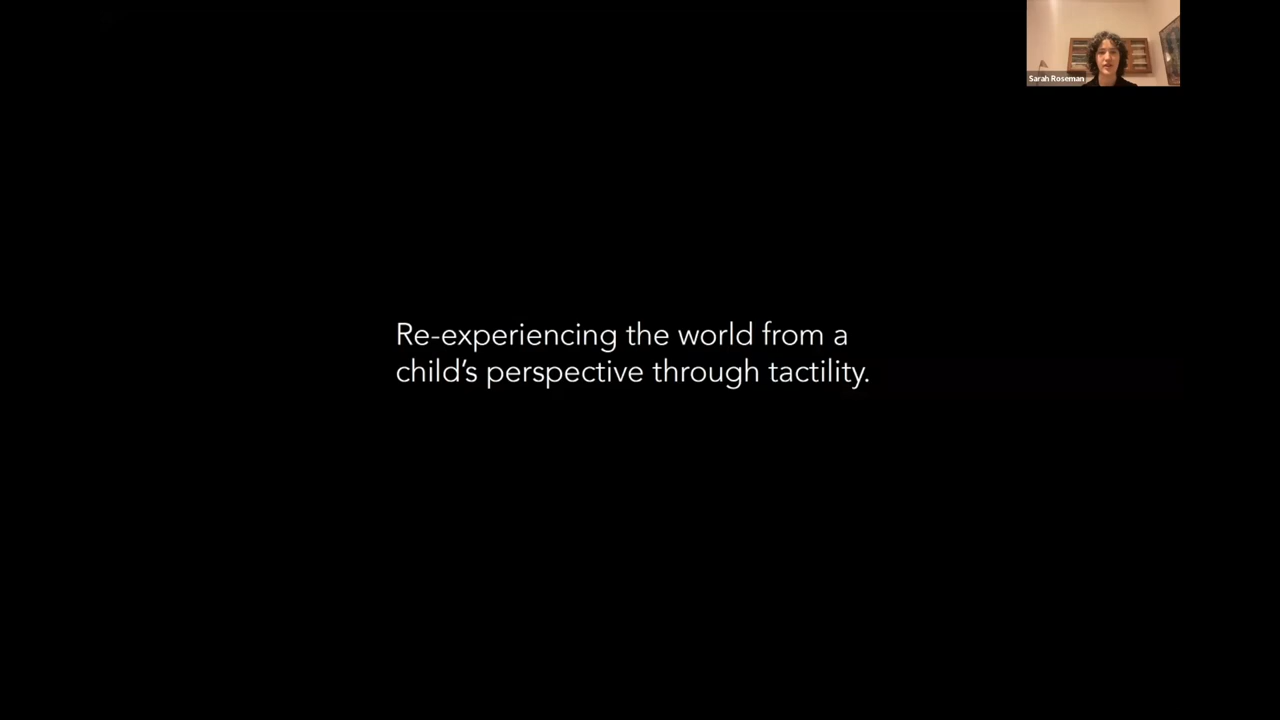 Sarah Roseman
Re-experiencing the world from a
child’s perspective through tactility.